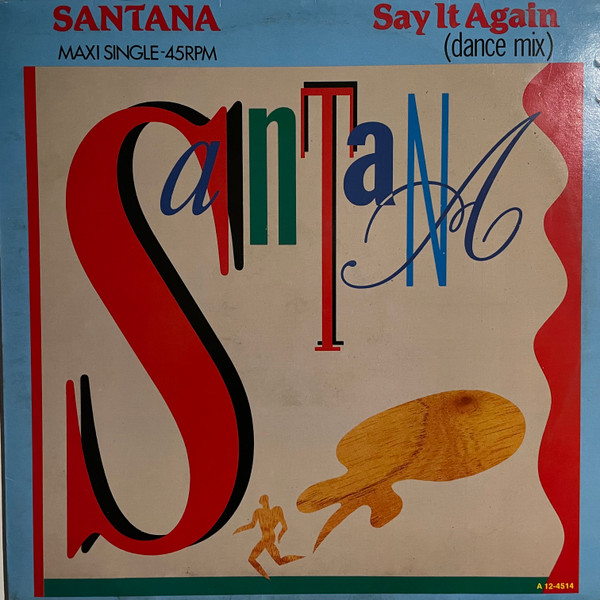 SANTANA
Say It Again
MAXI SINGLE-45RPM
(dance mix)
SanTaNA
A 12-4514